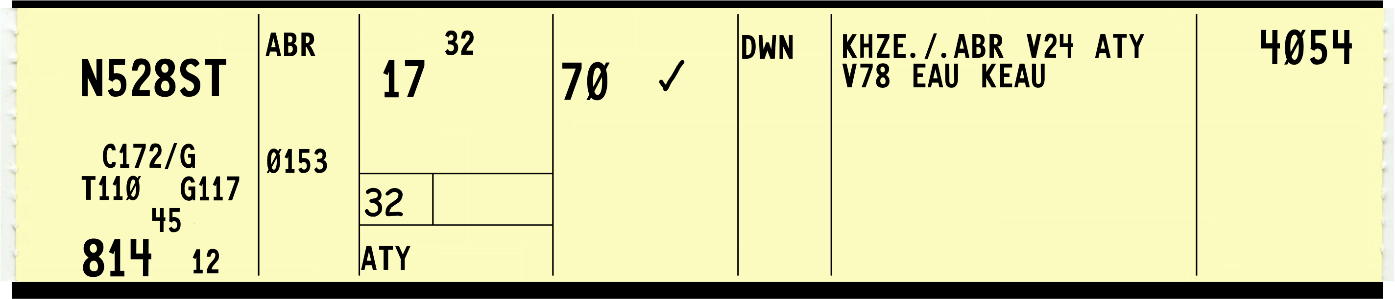 N528ST
C172/G
T110 G117
45
814 12
ABR
Ø153
32
17
32
ATY
7Ø ✓
DWN
KHZE./.ABR V24 ATY
V78 EAU KEAU
4Ø54